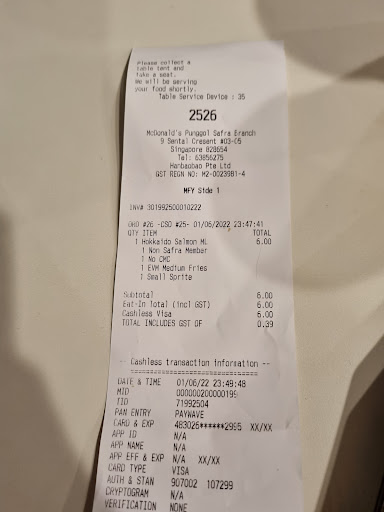 Please collect a
table tent and
take a seat.
We will be serving
your food shortly.
Table Service Device : 35
2526
McDonald's Punggol Safra Branch
9 Sentul Cresent #03-05
Singapore 828654
Tel: 63856275
Hanbaobao Pte Ltd
GST REGN NO: M2-0023981-4
MFY Side 1
INV# 301992500010222
ORD #26 -CSO #25- 01/06/2022 23:47:41
QTY ITEM TOTAL
1 Hokkaido Salmon ML 6.00
1 Non Safra Member
1 No CMC
1 EVM Medium Fries
1 Small Sprite
Subtotal 6.00
Eat-In Total (incl GST) 6.00
Cashless Visa 6.00
TOTAL INCLUDES GST OF 0.39
-- Cashless transaction information --
==============================
DATE & TIME 01/06/22 23:49:48
MID 000000200000195
TID 71992504
PAN ENTRY PAYWAVE
CARD & EXP 483026******2995 XX/XX
APP ID N/A
APP NAME N/A
APP EFF & EXP N/A XX/XX
CARD TYPE VISA
AUTH & STAN 907002 107299
CRYPTOGRAM N/A
VERIFICATION NONE